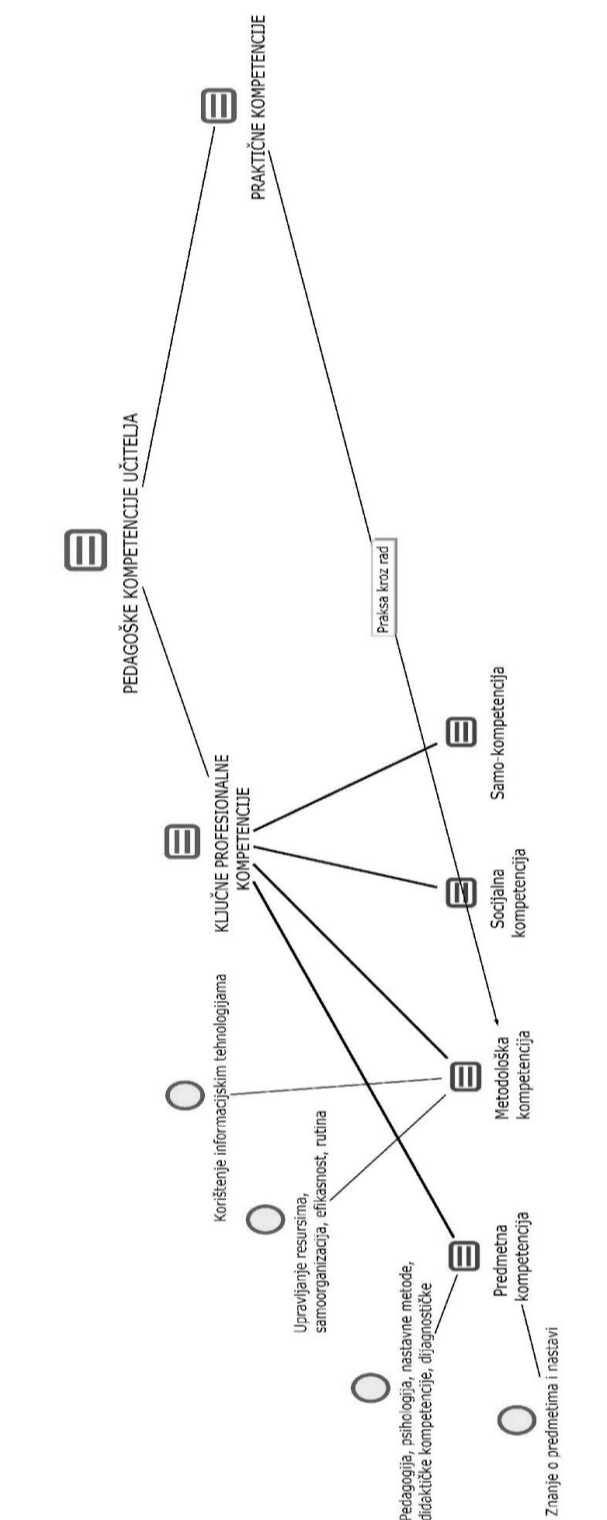 PEDAGOŠKE KOMPETENCIJE UČITELJA
KLJUČNE PROFESIONALNE
KOMPETENCIJE
PRAKTIČNE KOMPETENCIJE
Korištenje informacijskim tehnologijama
Upravljanje resursima,
samoorganizacija, efikasnost, rutina
Praksa kroz rad
Pedagogija, psihologija, nastavne metode,
didaktičke kompetencije, dijagnostičke
Predmetna
kompetencija
Metodološka
kompetencija
Socijalna
kompetencija
Samo-kompetencija
Znanje o predmetima i nastavi